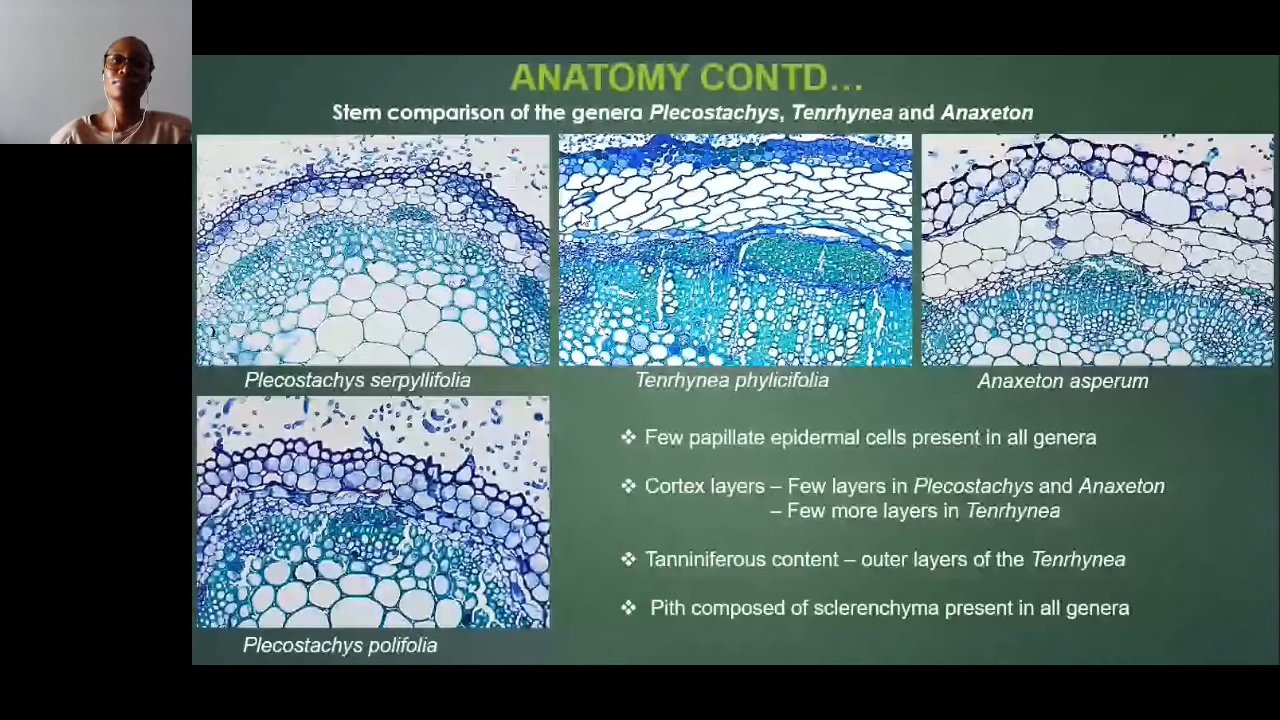 ANATOMY CONTD...
Stem comparison of the genera Plecostachys, Tenrhynea and Anaxeton
Plecostachys serpyllifolia
Tenrhynea phylicifolia
Anaxeton asperum
Plecostachys polifolia
❖ Few papillate epidermal cells present in all genera
❖ Cortex layers – Few layers in Plecostachys and Anaxeton
– Few more layers in Tenrhynea
❖ Tanniniferous content – outer layers of the Tenrhynea
❖ Pith composed of sclerenchyma present in all genera